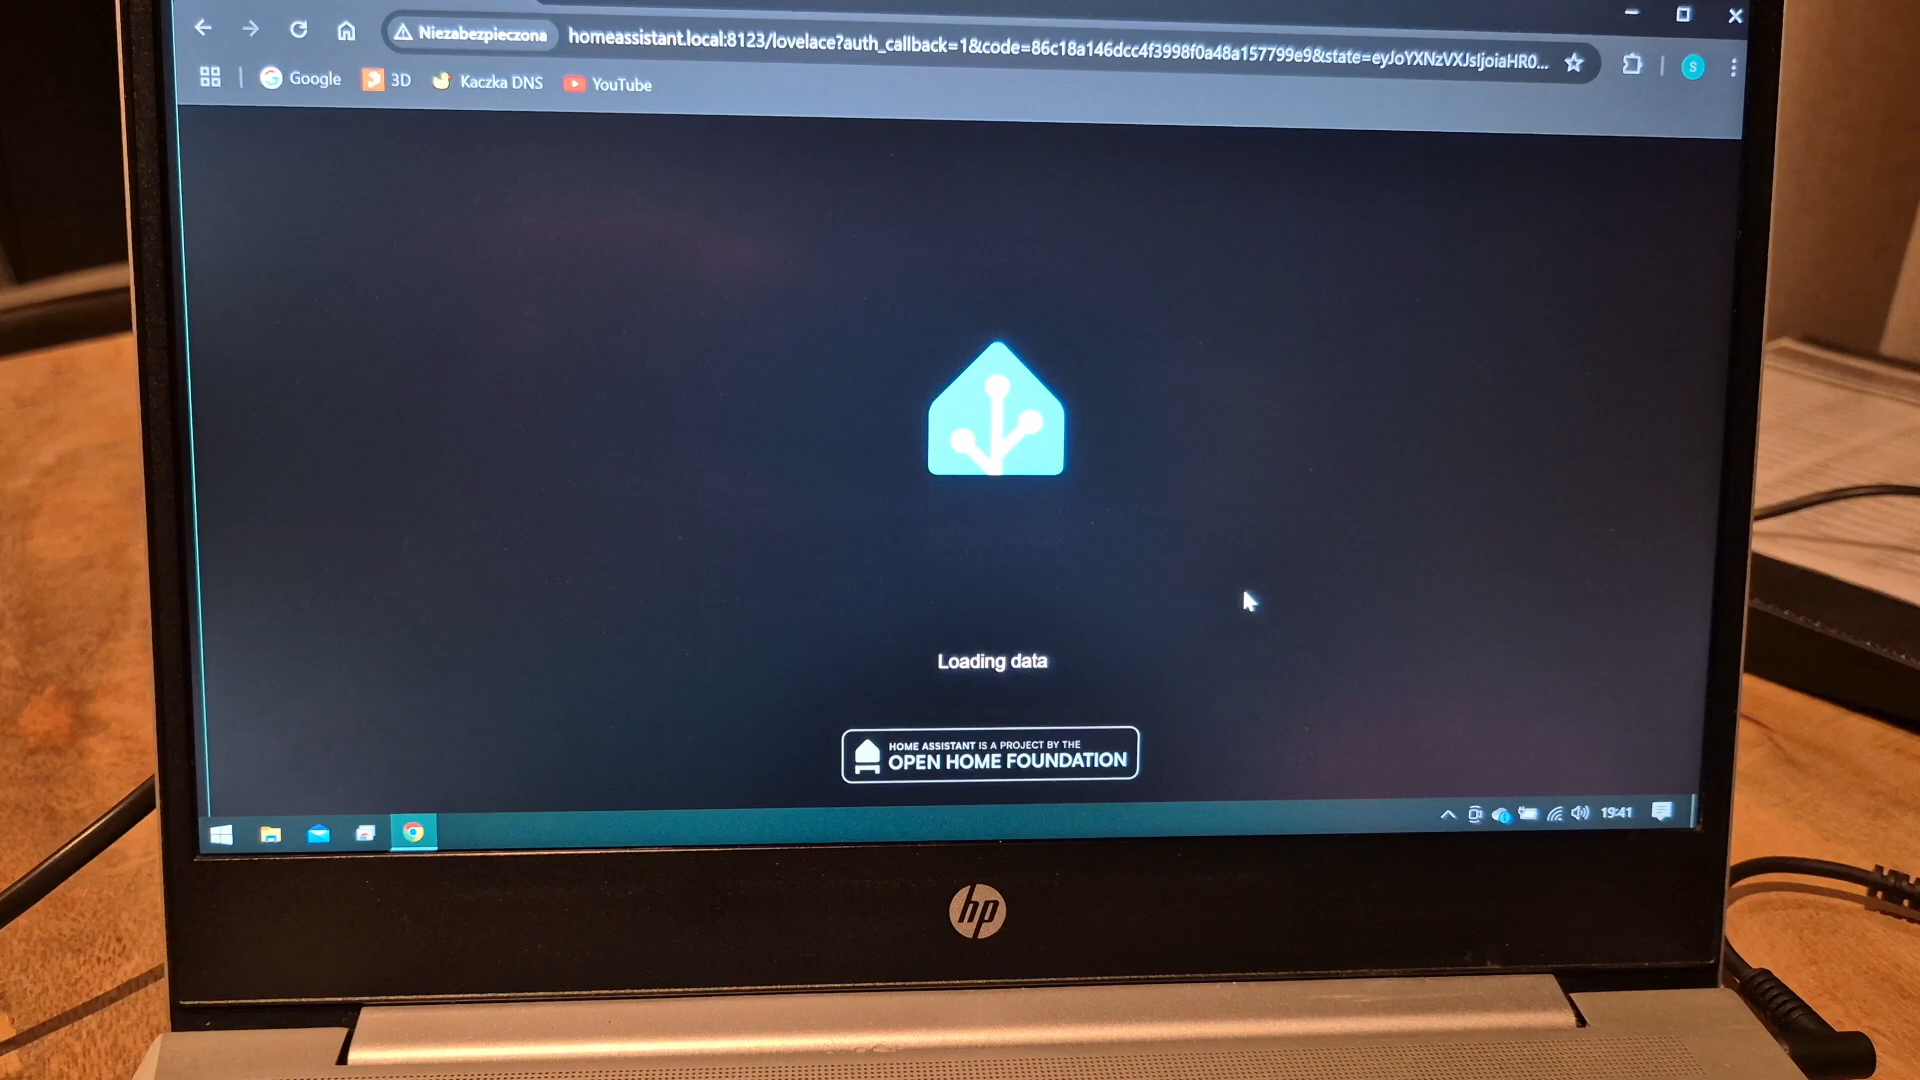 Niezabezpieczona homeassistant.local:8123/lovelace?auth_callback=1&code=86c18a146dcc4f3998f0a48a157799e9&state=eyJoYXNzVXJsIjoiaHR0... S
Google 3D Kaczka DNS YouTube
Loading data
HOME ASSISTANT IS A PROJECT BY THE
OPEN HOME FOUNDATION
19:41
hp